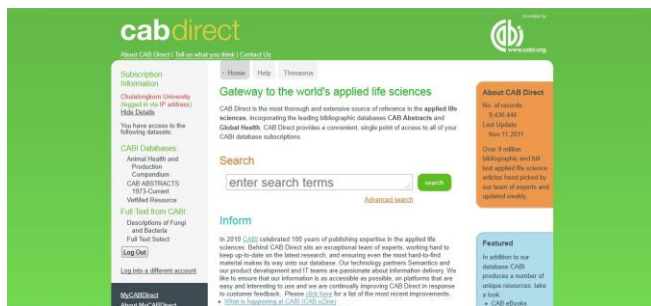 provided by
cabdirect
www.cabi.org
About CAB Direct | Tell us what you think | Contact Us
Subscription
Information
Chulalongkorn University
(logged in via IP address)
Hide Details
You have access to the
following datasets:
CABI Databases:
Animal Health and
Production
Compendium
CAB ABSTRACTS
1973-Current
VetMed Resource
Full Text from CABI:
Descriptions of Fungi
and Bacteria
Full Text Select
Log Out
Log into a different account
MyCABDirect
About MyCABDirect
Home Help Thesaurus
Gateway to the world's applied life sciences
CAB Direct is the most thorough and extensive source of reference in the applied life
sciences, incorporating the leading bibliographic databases CAB Abstracts and
Global Health. CAB Direct provides a convenient, single point of access to all of your
CABI database subscriptions.
Search
enter search terms
search
Advanced search
Inform
In 2010 CABI celebrated 100 years of publishing expertise in the applied life
sciences. Behind CAB Direct sits an exceptional team of experts, working hard to
keep up-to-date on the latest research, and ensuring even the most hard-to-find
material makes its way onto our database. Our technology partners Semantico and
our product development and IT teams are passionate about information delivery. We
like to ensure that our information is as accessible as possible, on platforms that are
easy and interesting to use and we are continually improving CAB Direct in response
to customer feedback. Please click here for a list of the most recent improvements.
What is happening at CABI (CAB eZine)
About CAB Direct
No. of records:
9,436,446
Last Update:
Nov 11 2011
Over 9 million
bibliographic and full
text applied life science
articles hand picked by
our team of experts and
updated weekly.
Featured
In addition to our
database CABI
produces a number of
unique resources, take
a look:
CAB eBooks